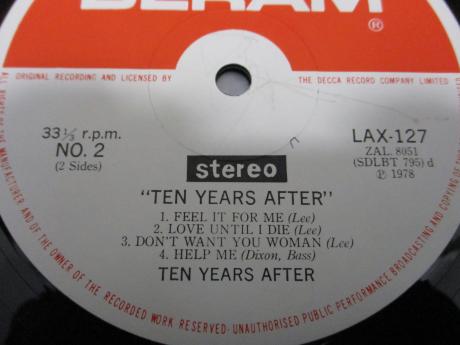 DERAM
®
ORIGINAL RECORDING AND LICENSED BY THE DECCA RECORD COMPANY LIMITED
33⅓ r.p.m.
NO. 2
(2 Sides)
LAX-127
ZAL. 8051
(SDLBT 795) d
Ⓟ 1978
stereo
"TEN YEARS AFTER"
1. FEEL IT FOR ME (Lee)
2. LOVE UNTIL I DIE (Lee)
3. DON'T WANT YOU WOMAN (Lee)
4. HELP ME (Dixon, Bass)
TEN YEARS AFTER
ALL RIGHTS OF THE MANUFACTURER AND OF THE OWNER OF THE RECORDED WORK RESERVED·UNAUTHORISED PUBLIC PERFORMANCE, BROADCASTING AND COPYING OF